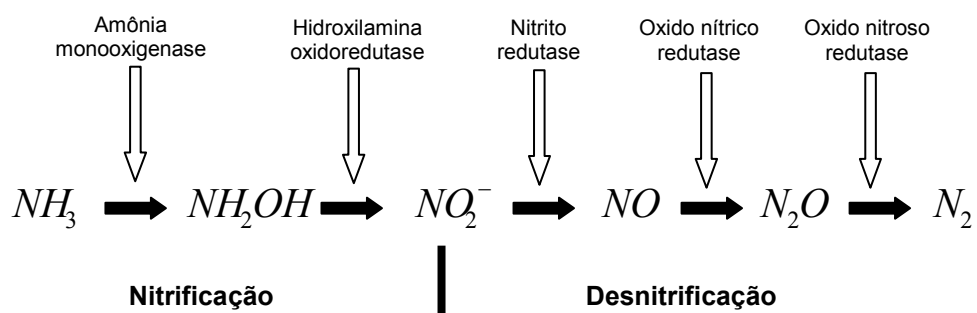 Amônia
monooxigenase
Hidroxilamina
oxidoredutase
Nitrito
redutase
Oxido nítrico
redutase
Oxido nitroso
redutase
NH₃ NH₂OH NO₂⁻ NO N₂O N₂
Nitrificação Desnitrificação